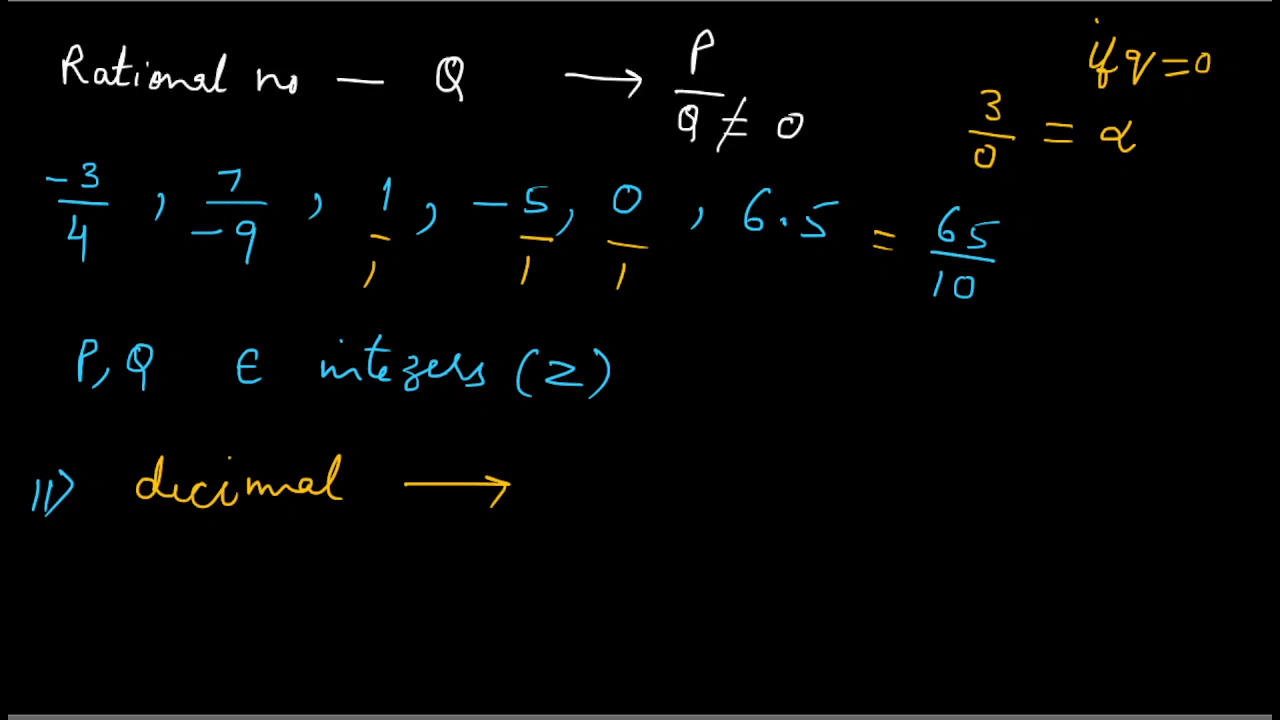 Rational no — Q → P/Q ≠ 0
if q = 0
3/0 = α
-3/4 , 7/-9 , 1/1 , -5/1 , 0/1 , 6.5 = 65/10
P, Q ∈ integers (Z)
11) decimal →